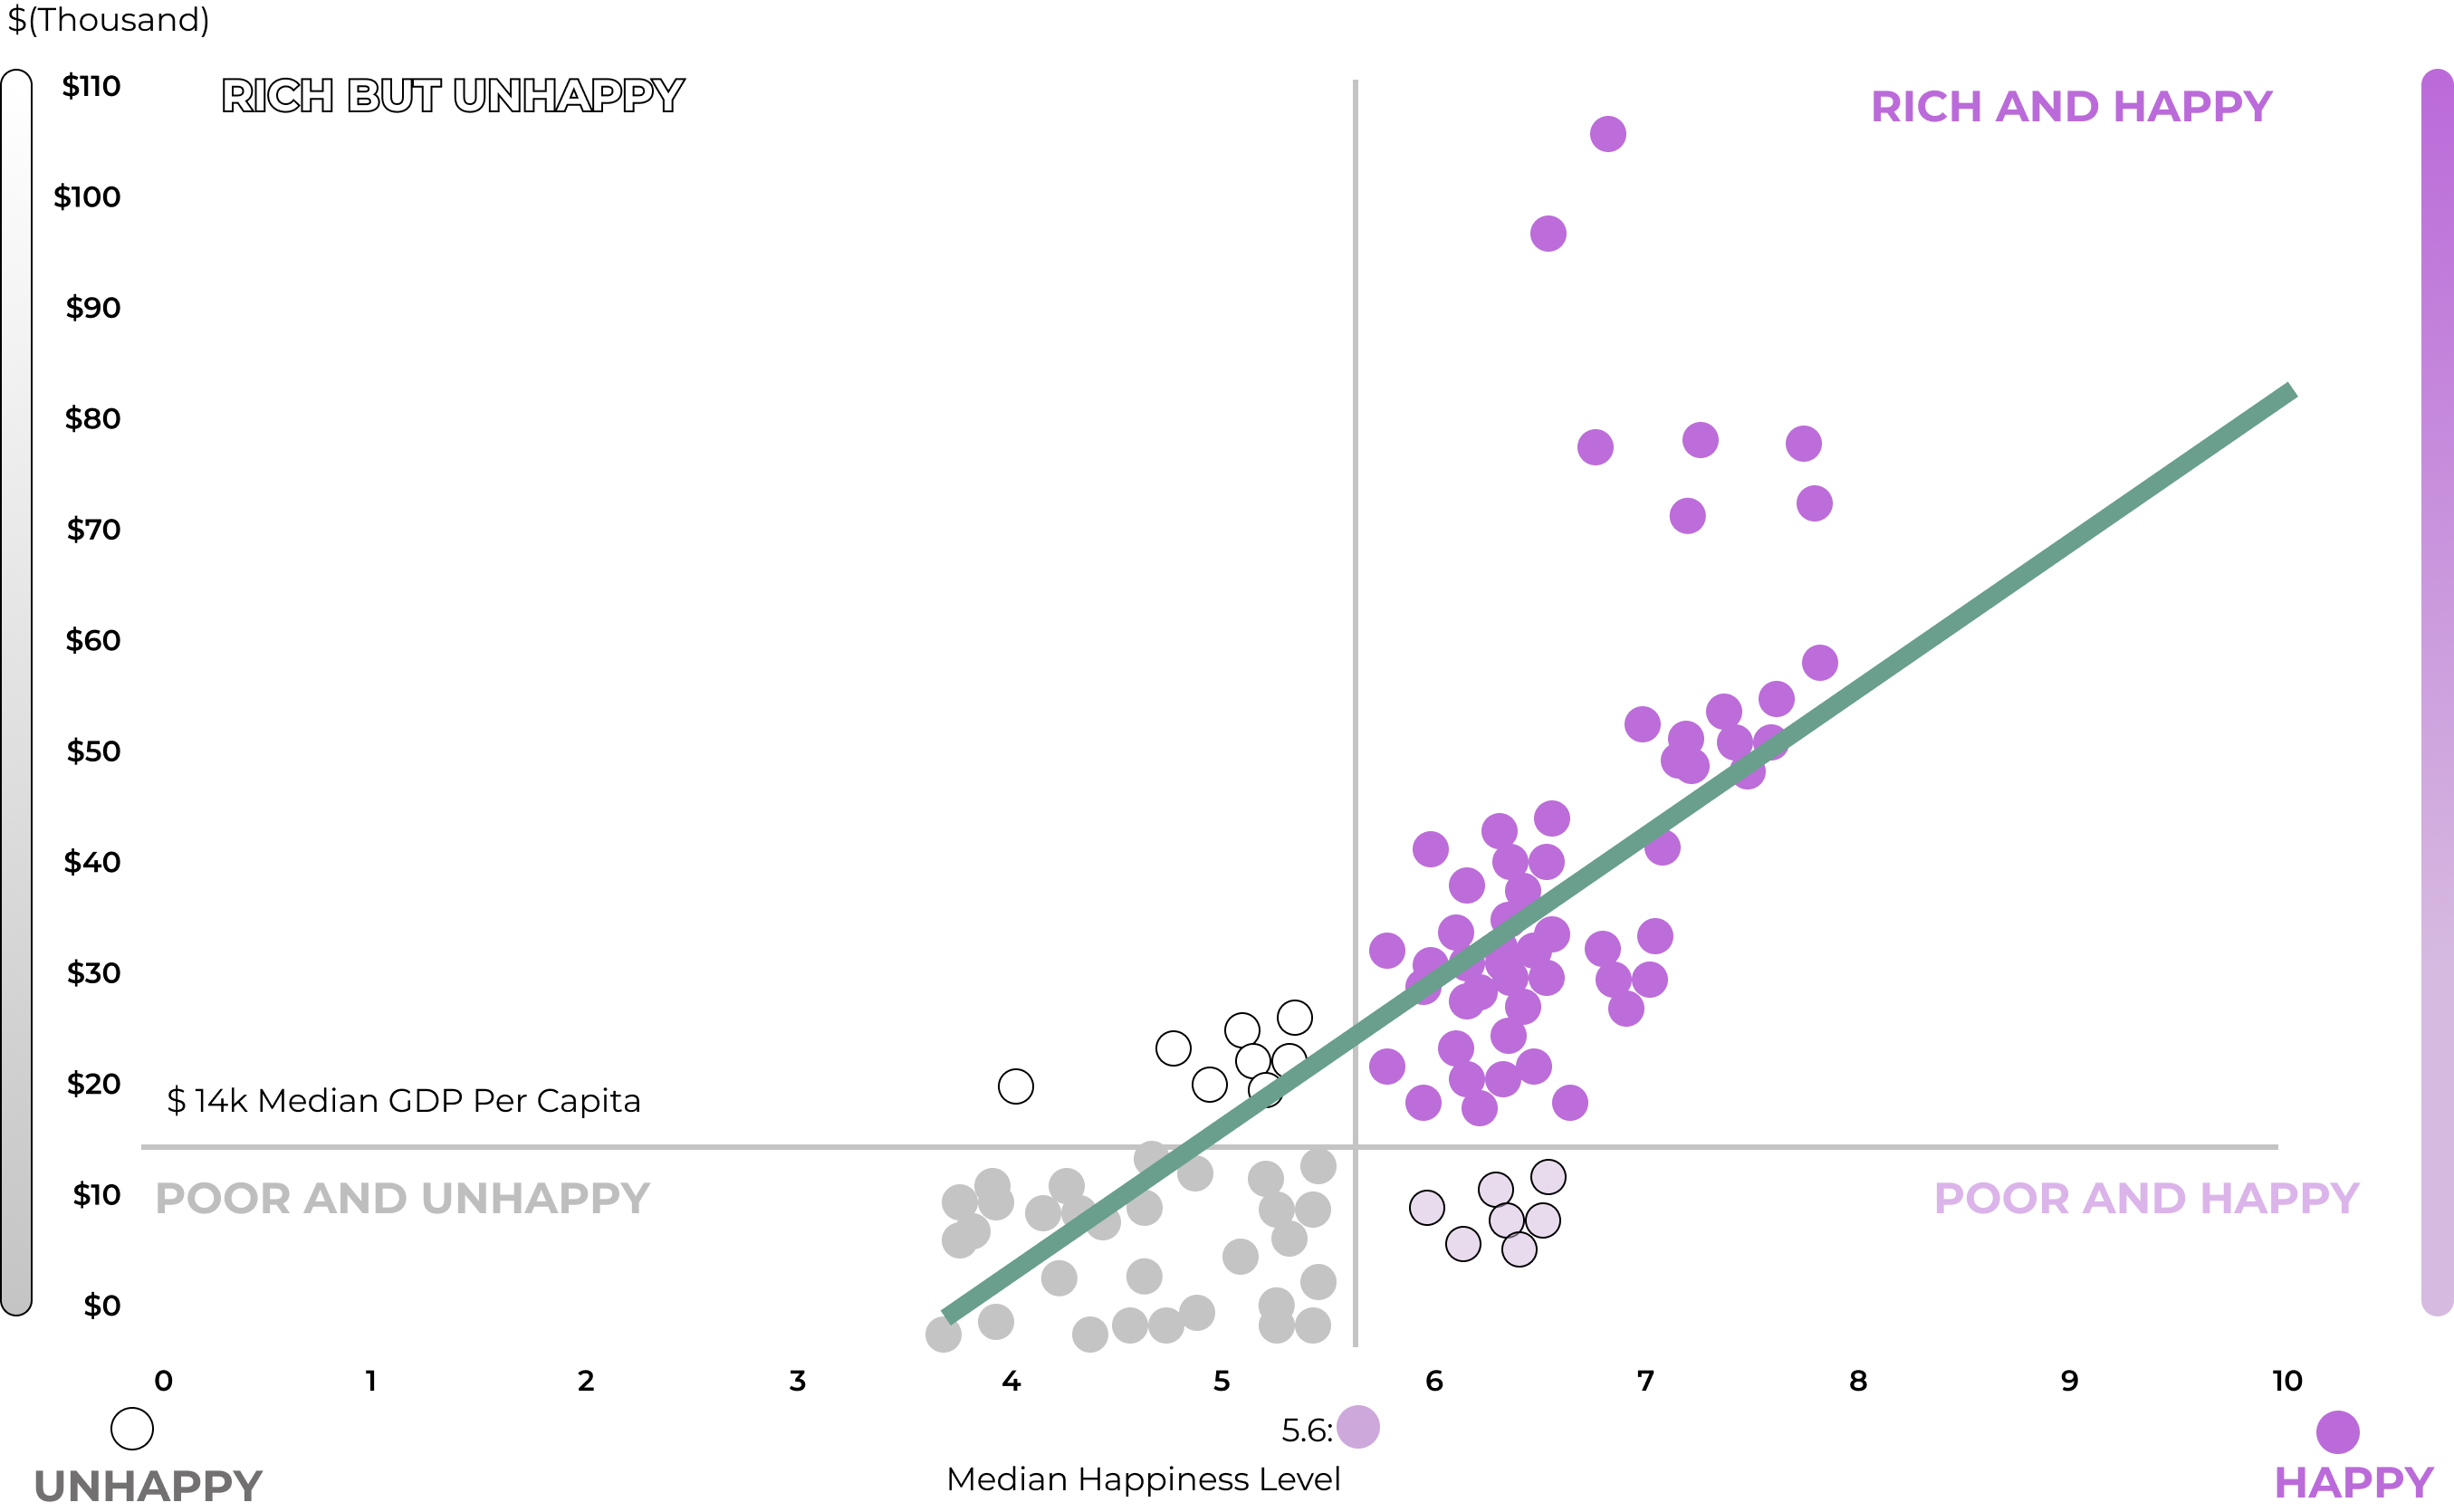 $(Thousand)
$110
RICH BUT UNHAPPY
RICH AND HAPPY
$100
$90
$80
$70
$60
$50
$40
$30
$20
$ 14k Median GDP Per Capita
$10
POOR AND UNHAPPY
POOR AND HAPPY
$0
0 1 2 3 4 5 6 7 8 9 10
5.6:
Median Happiness Level
UNHAPPY
HAPPY